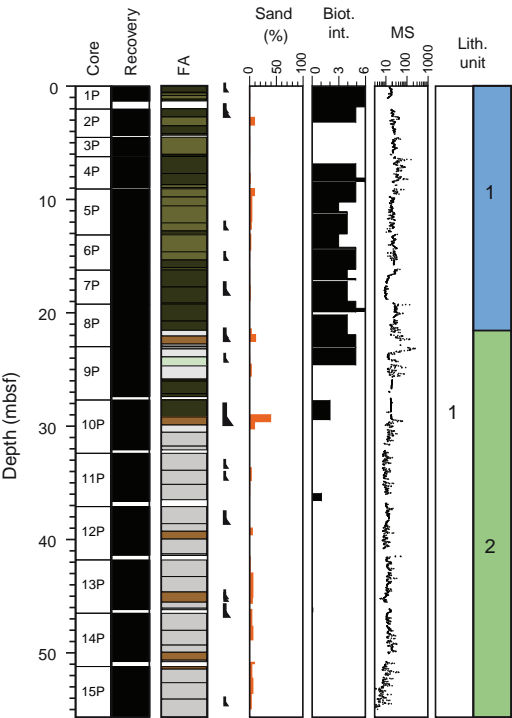 Sand
(%)
Biot.
int.
MS
Lith.
unit
Core
Recovery
FA
0
50
100
0
3
6
10
100
1000
Depth (mbsf)
0
10
20
30
40
50
1P
2P
3P
4P
5P
6P
7P
8P
9P
10P
11P
12P
13P
14P
15P
1
1
2